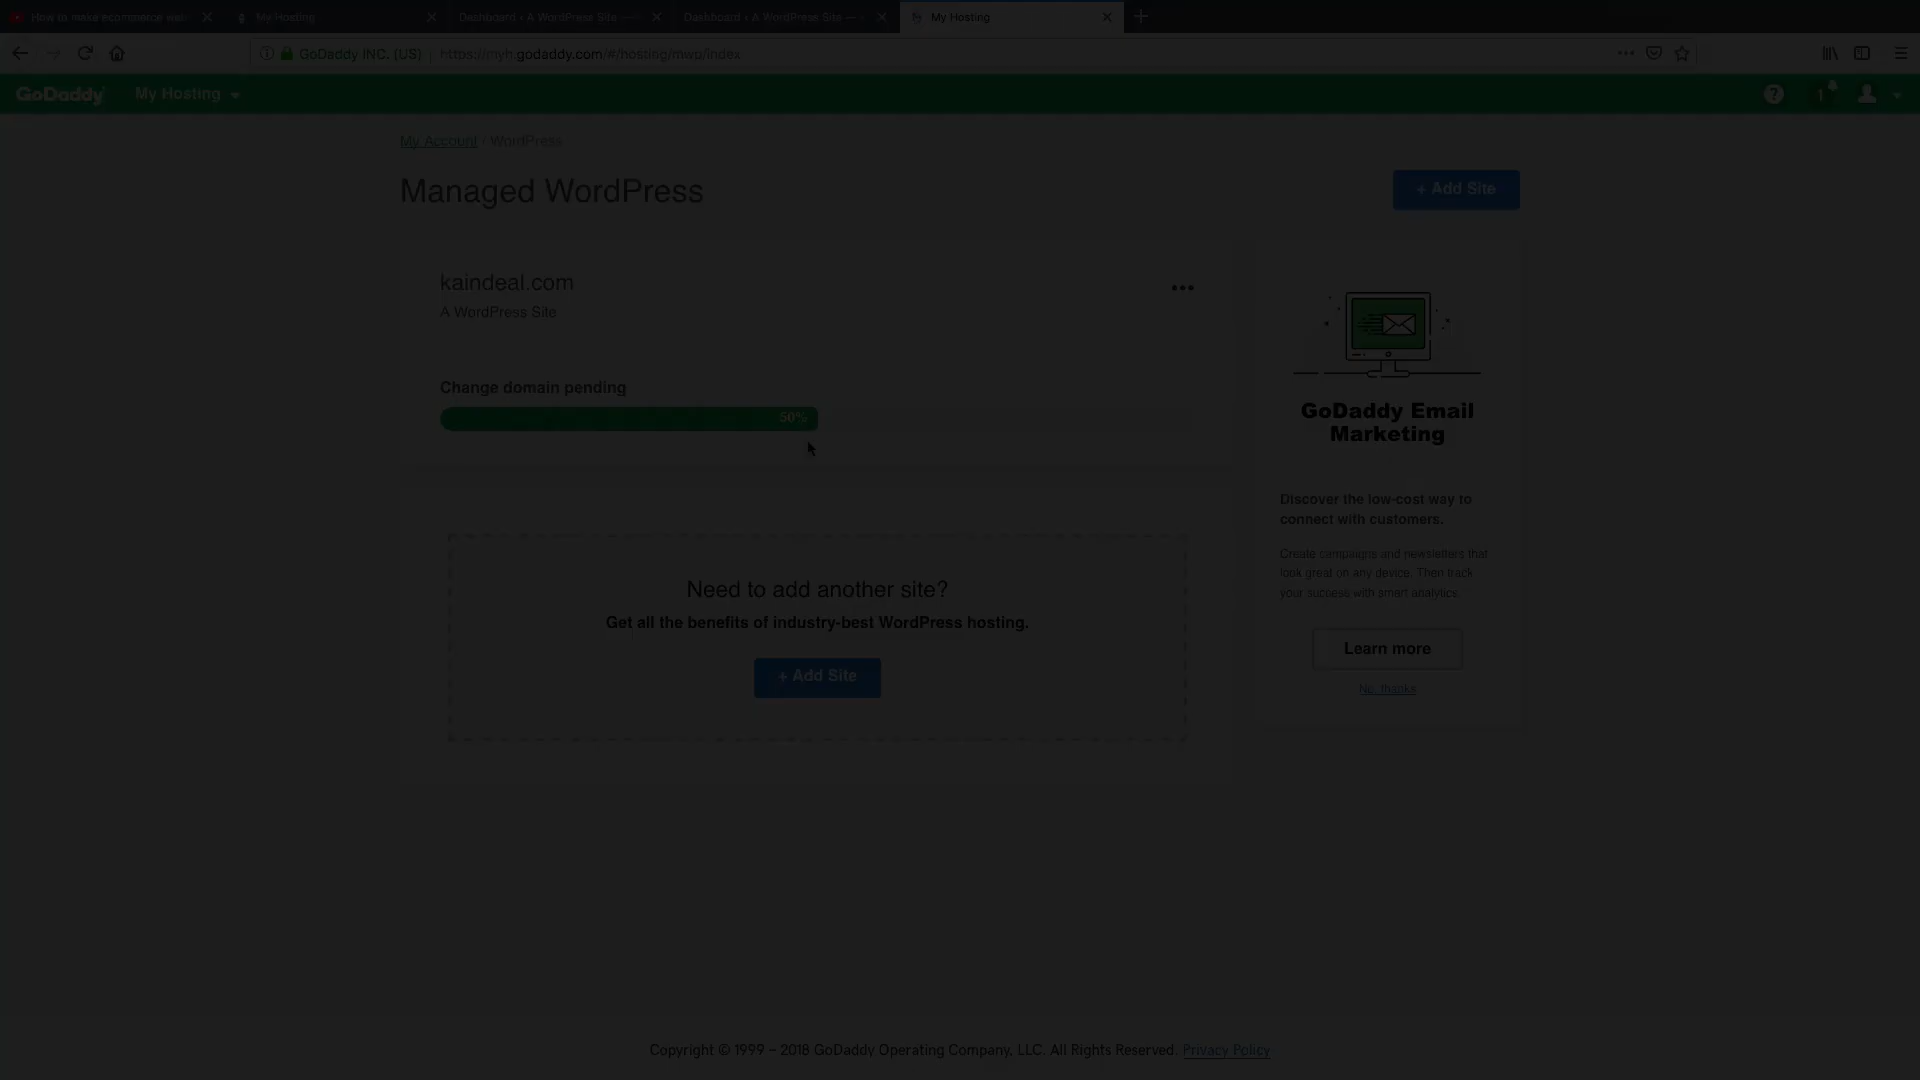 How to make ecommerce we
My Hosting
Dashboard ‹ A WordPress Site —
Dashboard ‹ A WordPress Site —
My Hosting
GoDaddy INC. (US)
https://myh.godaddy.com/#/hosting/mwp/index
GoDaddy
My Hosting
?
1
My Account / WordPress
Managed WordPress
+ Add Site
kaindeal.com
A WordPress Site
Change domain pending
50%
Need to add another site?
Get all the benefits of industry-best WordPress hosting.
+ Add Site
GoDaddy Email
Marketing
Discover the low-cost way to
connect with customers.
Create campaigns and newsletters that
look great on any device. Then track
your success with smart analytics.
Learn more
No, thanks
Copyright © 1999 – 2018 GoDaddy Operating Company, LLC. All Rights Reserved. Privacy Policy